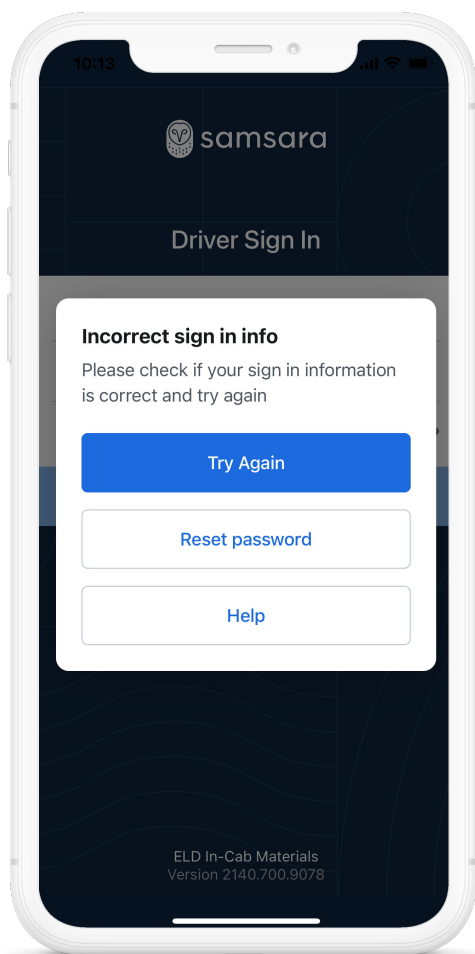 10:13
samsara
Driver Sign In
Incorrect sign in info
Please check if your sign in information
is correct and try again
Try Again
Reset password
Help
ELD In-Cab Materials
Version 2140.700.9078